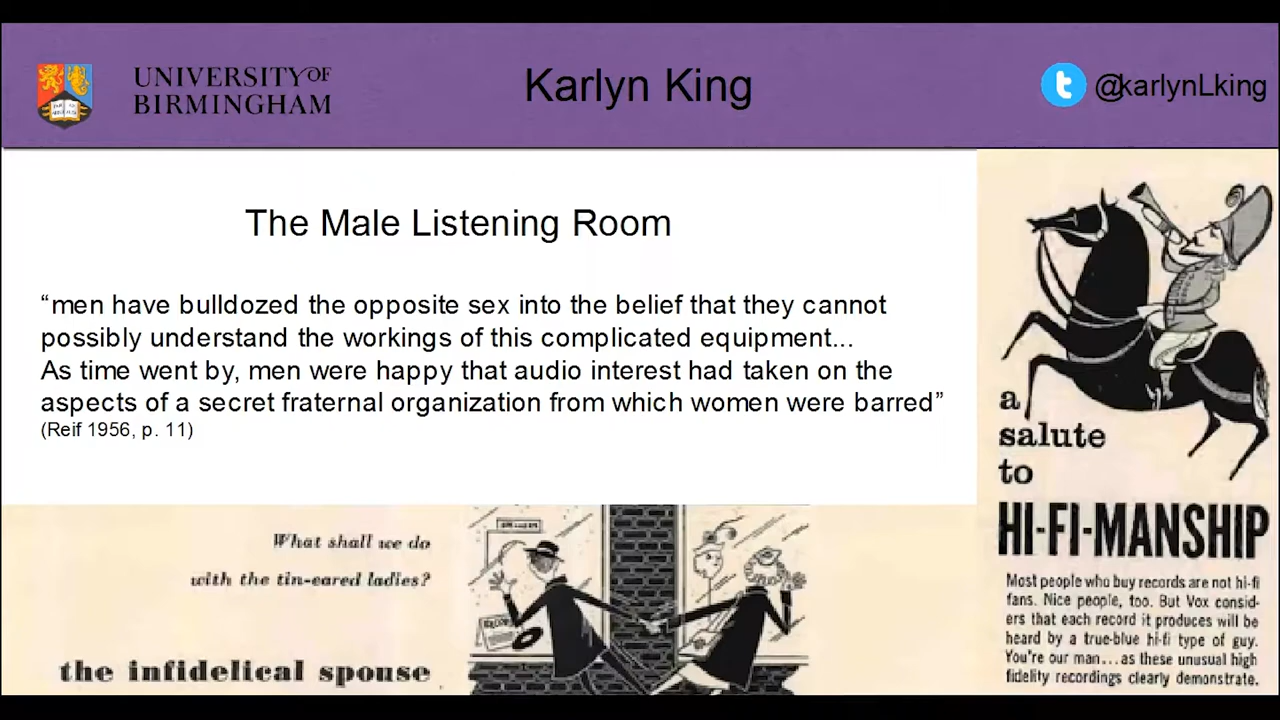 UNIVERSITY OF
BIRMINGHAM
Karlyn King
@karlynLking
The Male Listening Room
“men have bulldozed the opposite sex into the belief that they cannot
possibly understand the workings of this complicated equipment...
As time went by, men were happy that audio interest had taken on the
aspects of a secret fraternal organization from which women were barred”
(Reif 1956, p. 11)
What shall we do
with the tin-eared ladies?
the infidelical spouse
a
salute
to
HI-FI-MANSHIP
Most people who buy records are not hi-fi
fans. Nice people, too. But Vox consid-
ers that each record it produces will be
heard by a true-blue hi-fi type of guy.
You're our man...as these unusual high
fidelity recordings clearly demonstrate.